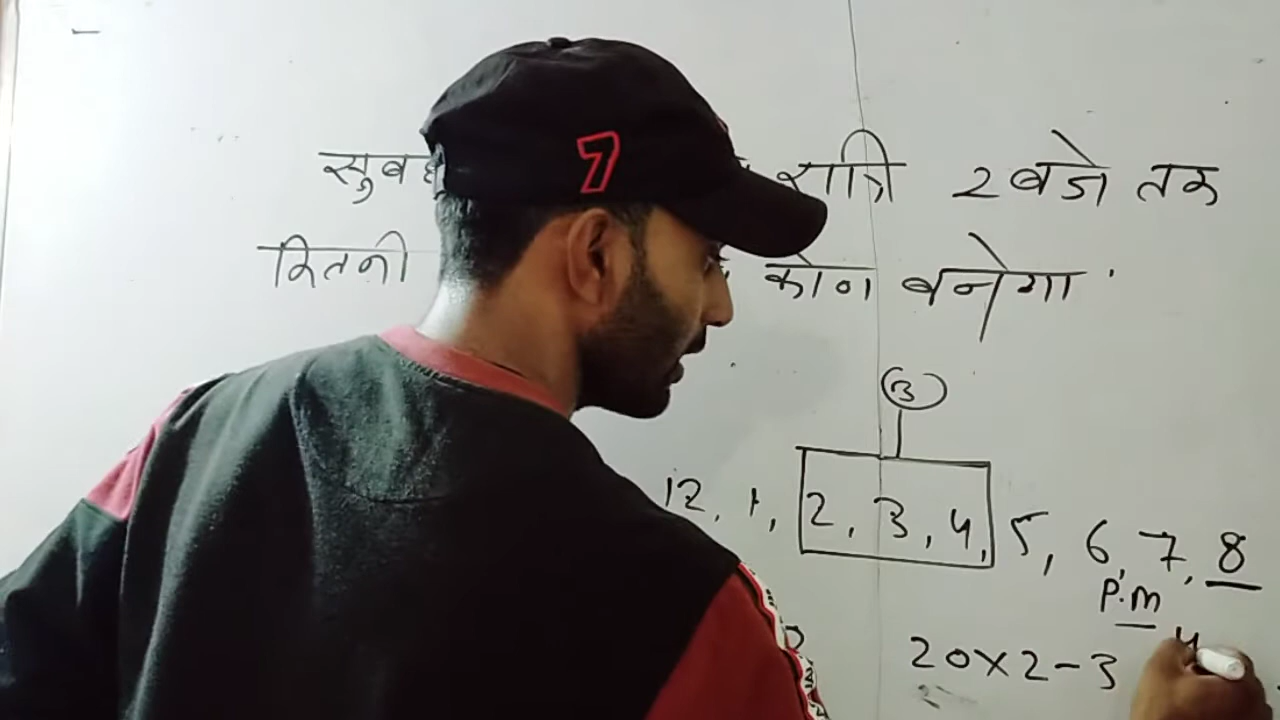 सुबह रात्रि 2 बजे तक
कितनी कोण बनेगा
3
12, 1, 2, 3, 4, 5, 6, 7, 8
P.m
20×2-3
7